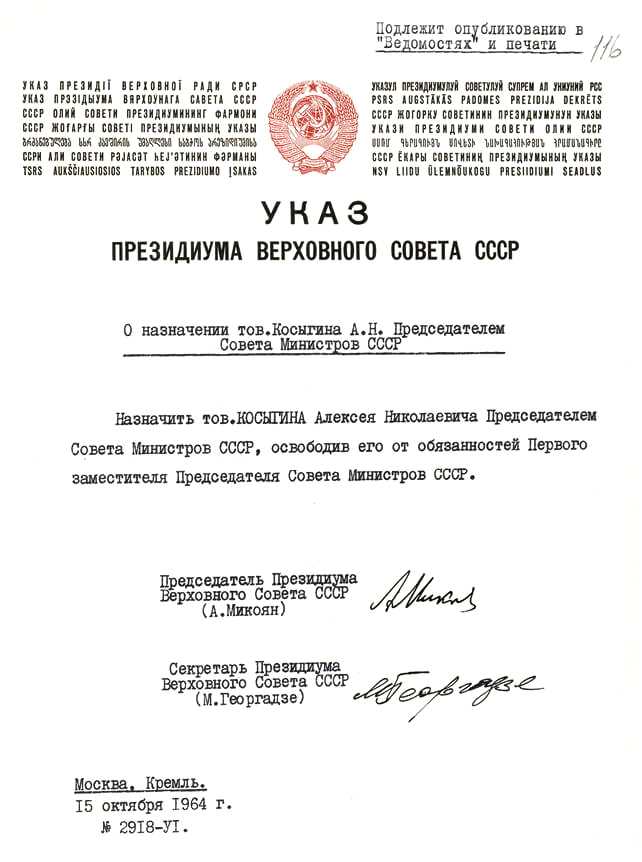 Подлежит опубликованию в
"Ведомостях" и печати
116
УКАЗ ПРЕЗИДІЇ ВЕРХОВНОЇ РАДИ СРСР
УКАЗ ПРЭЗІДЫУМА ВЯРХОЎНАГА САВЕТА СССР
СССР ОЛИЙ СОВЕТИ ПРЕЗИДИУМИНИНГ ФАРМОНИ
СССР ЖОҒАРҒЫ СОВЕТІ ПРЕЗИДИУМЫНЫҢ УКАЗЫ
ССРИ АЛИ СОВЕТИ РӘЈАСӘТ ҺЕЈ'ӘТИНИН ФӘРМАНЫ
TSRS AUKŠČIAUSIOSIOS TARYBOS PREZIDIUMO ĮSAKAS
УКАЗУЛ ПРЕЗИДИУМУЛУЙ СОВЕТУЛУЙ СУПРЕМ АЛ УНИУНИЙ РСС
PSRS AUGSTĀKĀS PADOMES PREZIDIJA DEKRĒTS
СССР ЖОГОРКУ СОВЕТИНИН ПРЕЗИДИУМУНУН УКАЗЫ
УКАЗИ ПРЕЗИДИУМИ СОВЕТИ ОЛИИ СССР
СССР ЁКАРЫ СОВЕТИНИҢ ПРЕЗИДИУМЫНЫҢ УКАЗЫ
NSV LIIDU ÜLEMNÕUKOGU PRESIIDIUMI SEADLUS
УКАЗ
ПРЕЗИДИУМА ВЕРХОВНОГО СОВЕТА СССР
О назначении тов.Косыгина А.Н. Председателем
Совета Министров СССР
Назначить тов.КОСЫГИНА Алексея Николаевича Председателем
Совета Министров СССР, освободив его от обязанностей Первого
заместителя Председателя Совета Министров СССР.
Председатель Президиума
Верховного Совета СССР
(А.Микоян)
Секретарь Президиума
Верховного Совета СССР
(М.Георгадзе)
М Георгадзе
Москва, Кремль.
15 октября 1964 г.
№ 2918-УI.